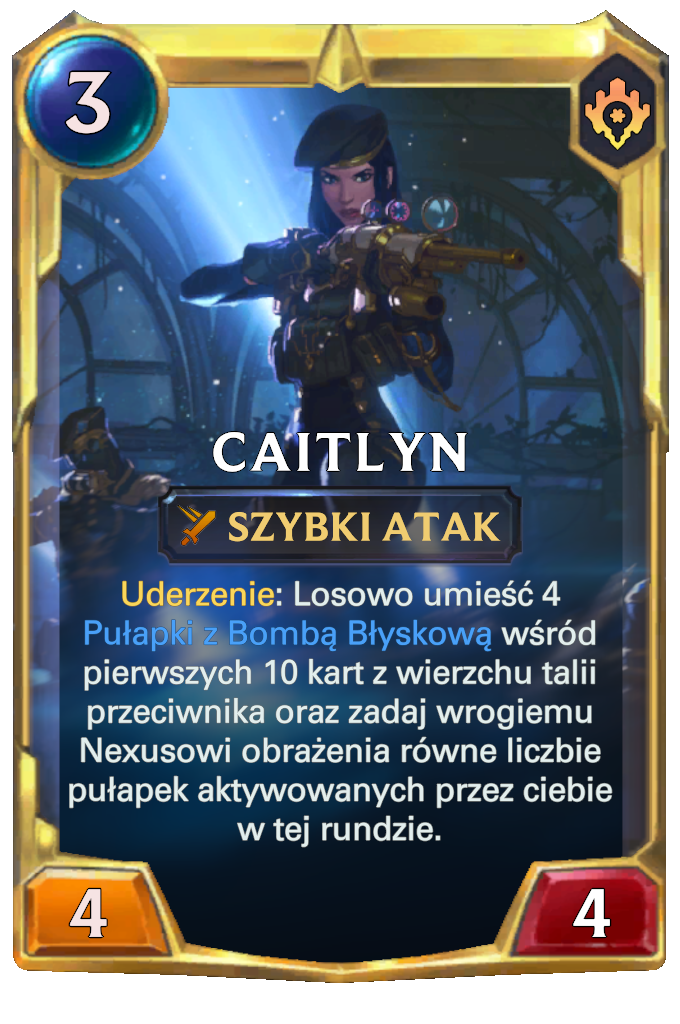 3
CAITLYN
SZYBKI ATAK
Uderzenie: Losowo umieść 4
Pułapki z Bombą Błyskową wśród
pierwszych 10 kart z wierzchu talii
przeciwnika oraz zadaj wrogiemu
Nexusowi obrażenia równe liczbie
pułapek aktywowanych przez ciebie
w tej rundzie.
4
4